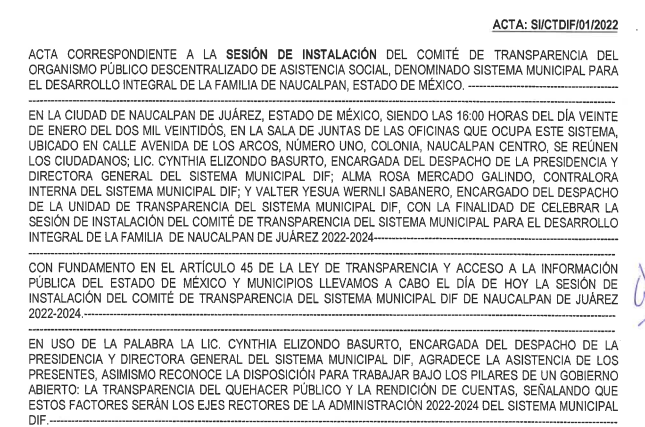 ACTA: SI/CTDIF/01/2022
ACTA CORRESPONDIENTE A LA SESIÓN DE INSTALACIÓN DEL COMITÉ DE TRANSPARENCIA DEL
ORGANISMO PÚBLICO DESCENTRALIZADO DE ASISTENCIA SOCIAL, DENOMINADO SISTEMA MUNICIPAL PARA
EL DESARROLLO INTEGRAL DE LA FAMILIA DE NAUCALPAN, ESTADO DE MÉXICO. ---
EN LA CIUDAD DE NAUCALPAN DE JUÁREZ, ESTADO DE MÉXICO, SIENDO LAS 16:00 HORAS DEL DÍA VEINTE
DE ENERO DEL DOS MIL VEINTIDÓS, EN LA SALA DE JUNTAS DE LAS OFICINAS QUE OCUPA ESTE SISTEMA,
UBICADO EN CALLE AVENIDA DE LOS ARCOS, NÚMERO UNO, COLONIA, NAUCALPAN CENTRO, SE REÚNEN
LOS CIUDADANOS; LIC. CYNTHIA ELIZONDO BASURTO, ENCARGADA DEL DESPACHO DE LA PRESIDENCIA Y
DIRECTORA GENERAL DEL SISTEMA MUNICIPAL DIF; ALMA ROSA MERCADO GALINDO, CONTRALORA
INTERNA DEL SISTEMA MUNICIPAL DIF; Y VALTER YESUA WERNLI SABANERO, ENCARGADO DEL DESPACHO
DE LA UNIDAD DE TRANSPARENCIA DEL SISTEMA MUNICIPAL DIF, CON LA FINALIDAD DE CELEBRAR LA
SESIÓN DE INSTALACIÓN DEL COMITÉ DE TRANSPARENCIA DEL SISTEMA MUNICIPAL PARA EL DESARROLLO
INTEGRAL DE LA FAMILIA DE NAUCALPAN DE JUÁREZ 2022-2024---
CON FUNDAMENTO EN EL ARTÍCULO 45 DE LA LEY DE TRANSPARENCIA Y ACCESO A LA INFORMACIÓN
PÚBLICA DEL ESTADO DE MÉXICO Y MUNICIPIOS LLEVAMOS A CABO EL DÍA DE HOY LA SESIÓN DE
INSTALACIÓN DEL COMITÉ DE TRANSPARENCIA DEL SISTEMA MUNICIPAL DIF DE NAUCALPAN DE JUÁREZ
2022-2024.---
EN USO DE LA PALABRA LA LIC. CYNTHIA ELIZONDO BASURTO, ENCARGADA DEL DESPACHO DE LA
PRESIDENCIA Y DIRECTORA GENERAL DEL SISTEMA MUNICIPAL DIF, AGRADECE LA ASISTENCIA DE LOS
PRESENTES, ASIMISMO RECONOCE LA DISPOSICIÓN PARA TRABAJAR BAJO LOS PILARES DE UN GOBIERNO
ABIERTO: LA TRANSPARENCIA DEL QUEHACER PÚBLICO Y LA RENDICIÓN DE CUENTAS, SEÑALANDO QUE
ESTOS FACTORES SERÁN LOS EJES RECTORES DE LA ADMINISTRACIÓN 2022-2024 DEL SISTEMA MUNICIPAL
DIF.---